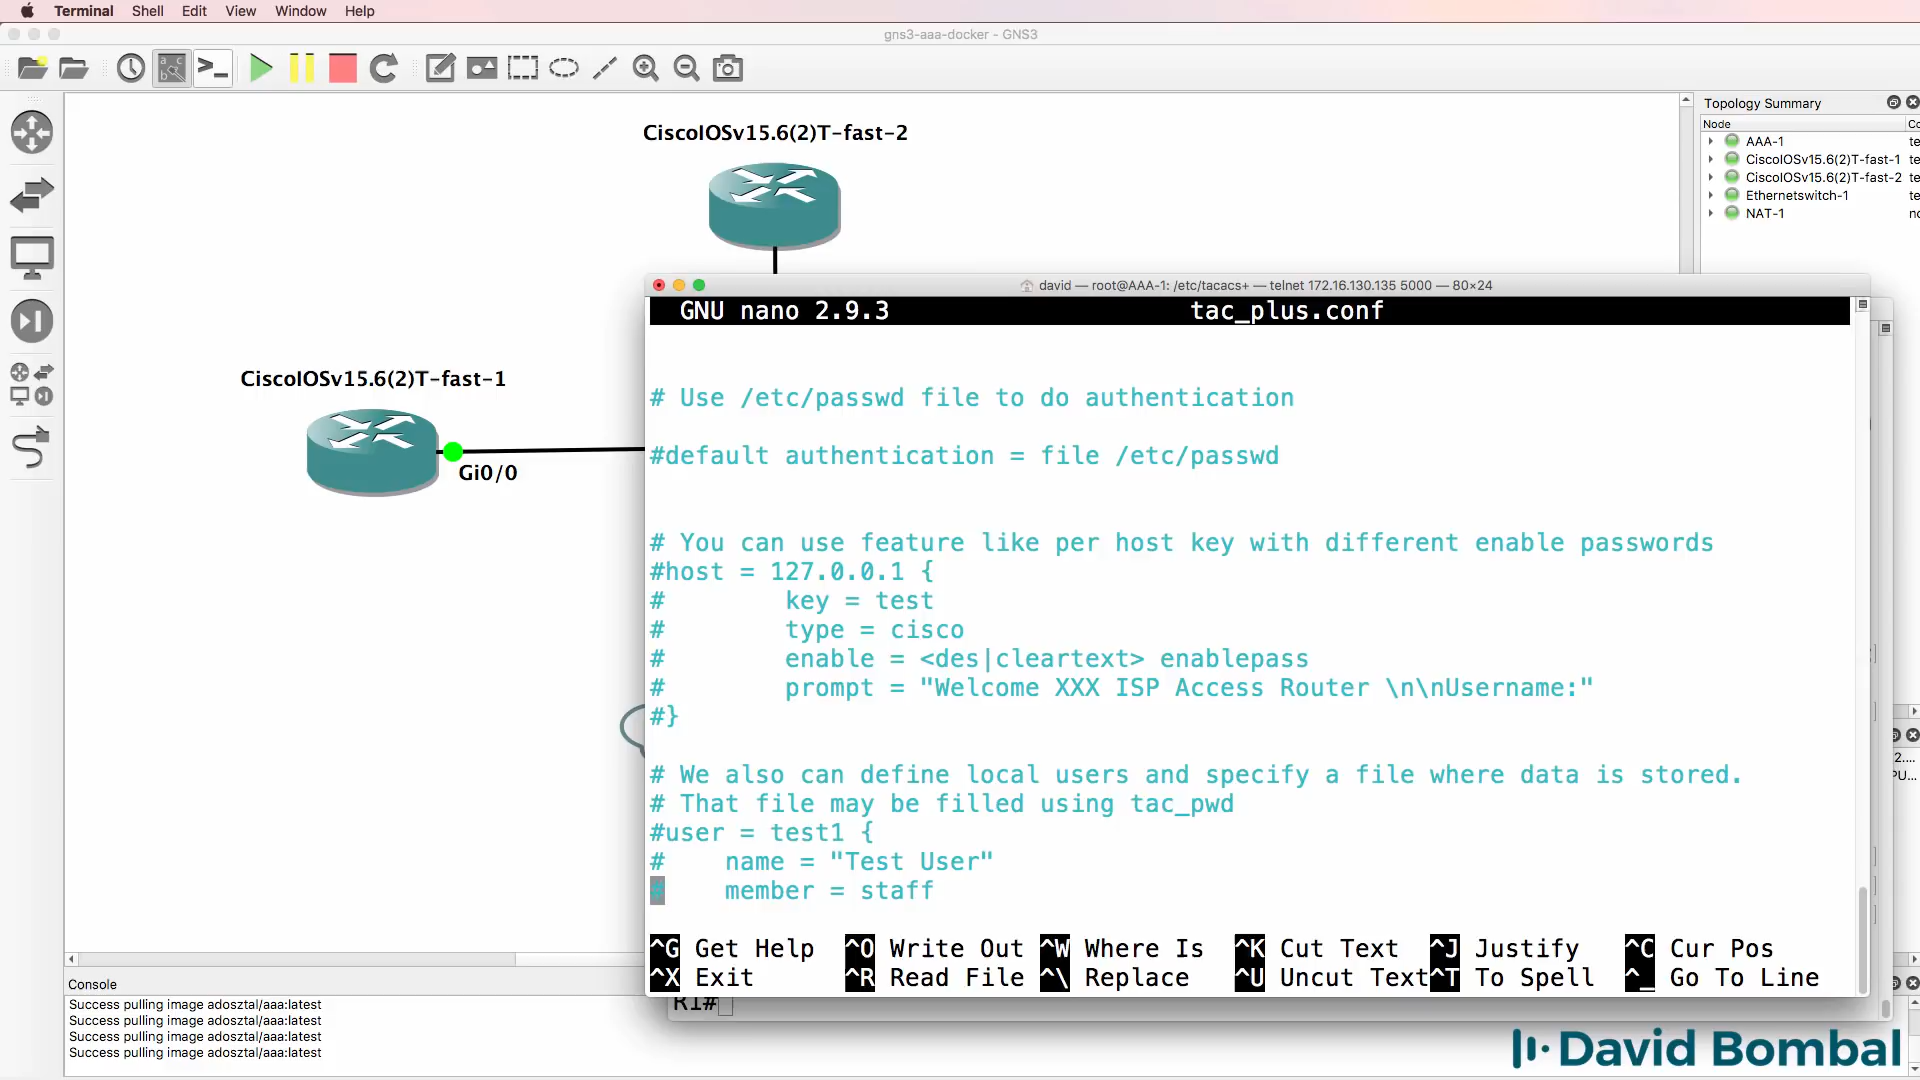 Terminal Shell Edit View Window Help
gns3-aaa-docker - GNS3
CiscoIOSv15.6(2)T-fast-2
CiscoIOSv15.6(2)T-fast-1
Gi0/0
Topology Summary
Node
AAA-1 te
CiscoIOSv15.6(2)T-fast-1 te
CiscoIOSv15.6(2)T-fast-2 te
Ethernetswitch-1 te
NAT-1
david — root@AAA-1: /etc/tacacs+ — telnet 172.16.130.135 5000 — 80×24
GNU nano 2.9.3 tac_plus.conf
# Use /etc/passwd file to do authentication
#default authentication = file /etc/passwd
# You can use feature like per host key with different enable passwords
#host = 127.0.0.1 {
# key = test
# type = cisco
# enable = <des|cleartext> enablepass
# prompt = "Welcome XXX ISP Access Router \n\nUsername:"
#}
# We also can define local users and specify a file where data is stored.
# That file may be filled using tac_pwd
#user = test1 {
# name = "Test User"
# member = staff
^G Get Help ^O Write Out ^W Where Is ^K Cut Text ^J Justify ^C Cur Pos
^X Exit ^R Read File ^\ Replace ^U Uncut Text ^T To Spell ^_ Go To Line
R1#
Console
Success pulling image adosztal/aaa:latest
Success pulling image adosztal/aaa:latest
Success pulling image adosztal/aaa:latest
Success pulling image adosztal/aaa:latest
David Bombal